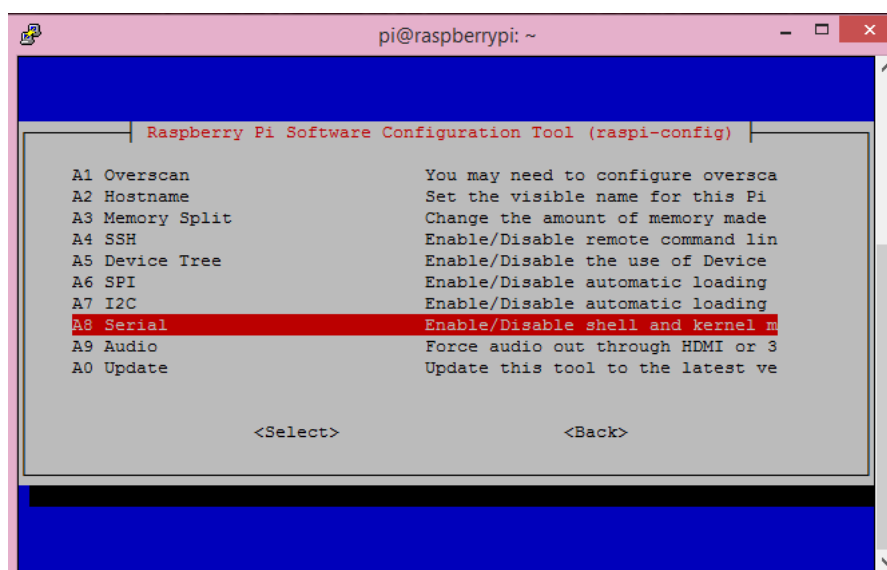 pi@raspberrypi: ~
Raspberry Pi Software Configuration Tool (raspi-config)
A1 Overscan You may need to configure oversca
A2 Hostname Set the visible name for this Pi
A3 Memory Split Change the amount of memory made
A4 SSH Enable/Disable remote command lin
A5 Device Tree Enable/Disable the use of Device
A6 SPI Enable/Disable automatic loading
A7 I2C Enable/Disable automatic loading
A8 Serial Enable/Disable shell and kernel m
A9 Audio Force audio out through HDMI or 3
A0 Update Update this tool to the latest ve
<Select> <Back>